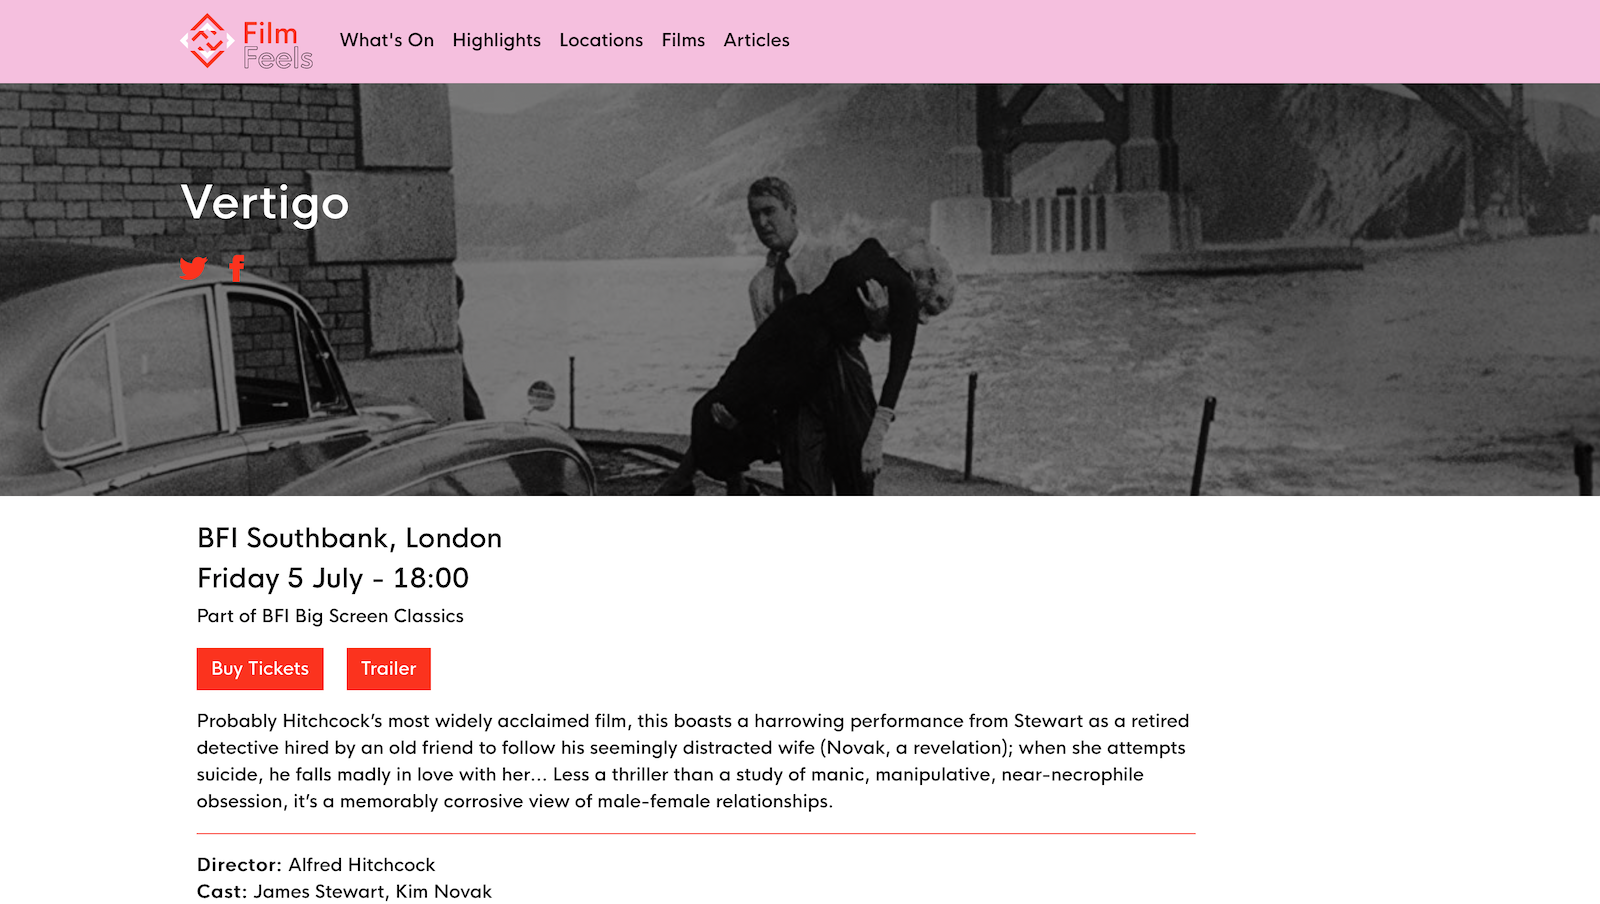 Film
Feels
What's On Highlights Locations Films Articles
Vertigo
BFI Southbank, London
Friday 5 July - 18:00
Part of BFI Big Screen Classics
Buy Tickets Trailer
Probably Hitchcock’s most widely acclaimed film, this boasts a harrowing performance from Stewart as a retired
detective hired by an old friend to follow his seemingly distracted wife (Novak, a revelation); when she attempts
suicide, he falls madly in love with her… Less a thriller than a study of manic, manipulative, near-necrophile
obsession, it’s a memorably corrosive view of male-female relationships.
Director: Alfred Hitchcock
Cast: James Stewart, Kim Novak